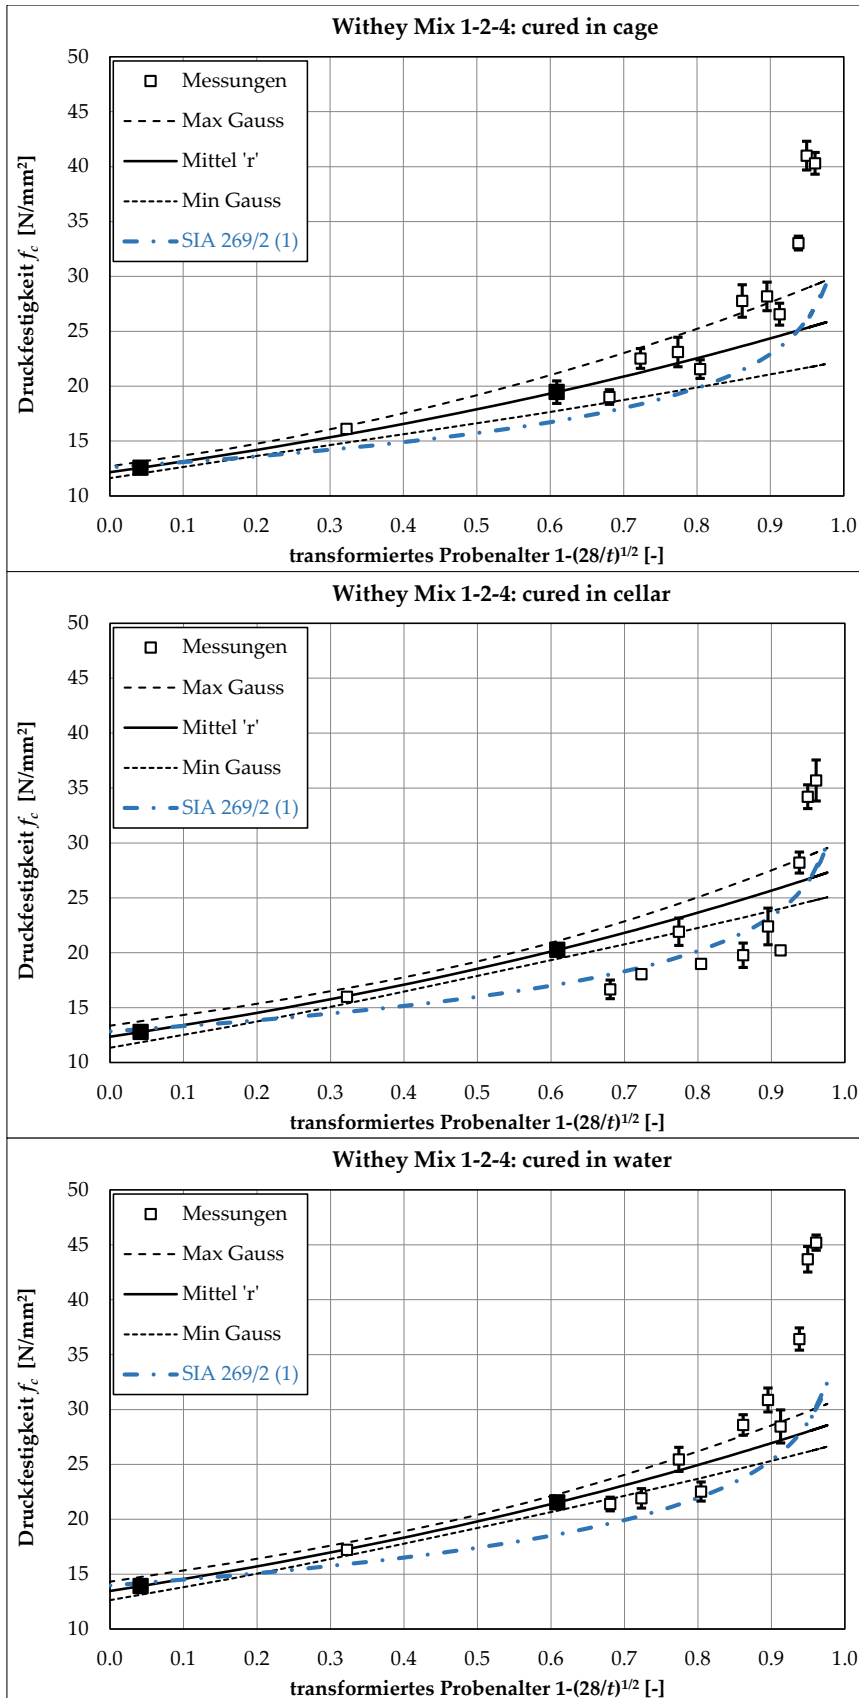 Withey Mix 1-2-4: cured in cage
50
45
40
35
30
25
20
15
10
Druckfestigkeit f_c [N/mm²]
Messungen
Max Gauss
Mittel 'r'
Min Gauss
SIA 269/2 (1)
0.0 0.1 0.2 0.3 0.4 0.5 0.6 0.7 0.8 0.9 1.0
transformiertes Probenalter 1-(28/t)^1/2 [-]
Withey Mix 1-2-4: cured in cellar
50
45
40
35
30
25
20
15
10
Druckfestigkeit f_c [N/mm²]
Messungen
Max Gauss
Mittel 'r'
Min Gauss
SIA 269/2 (1)
0.0 0.1 0.2 0.3 0.4 0.5 0.6 0.7 0.8 0.9 1.0
transformiertes Probenalter 1-(28/t)^1/2 [-]
Withey Mix 1-2-4: cured in water
50
45
40
35
30
25
20
15
10
Druckfestigkeit f_c [N/mm²]
Messungen
Max Gauss
Mittel 'r'
Min Gauss
SIA 269/2 (1)
0.0 0.1 0.2 0.3 0.4 0.5 0.6 0.7 0.8 0.9 1.0
transformiertes Probenalter 1-(28/t)^1/2 [-]